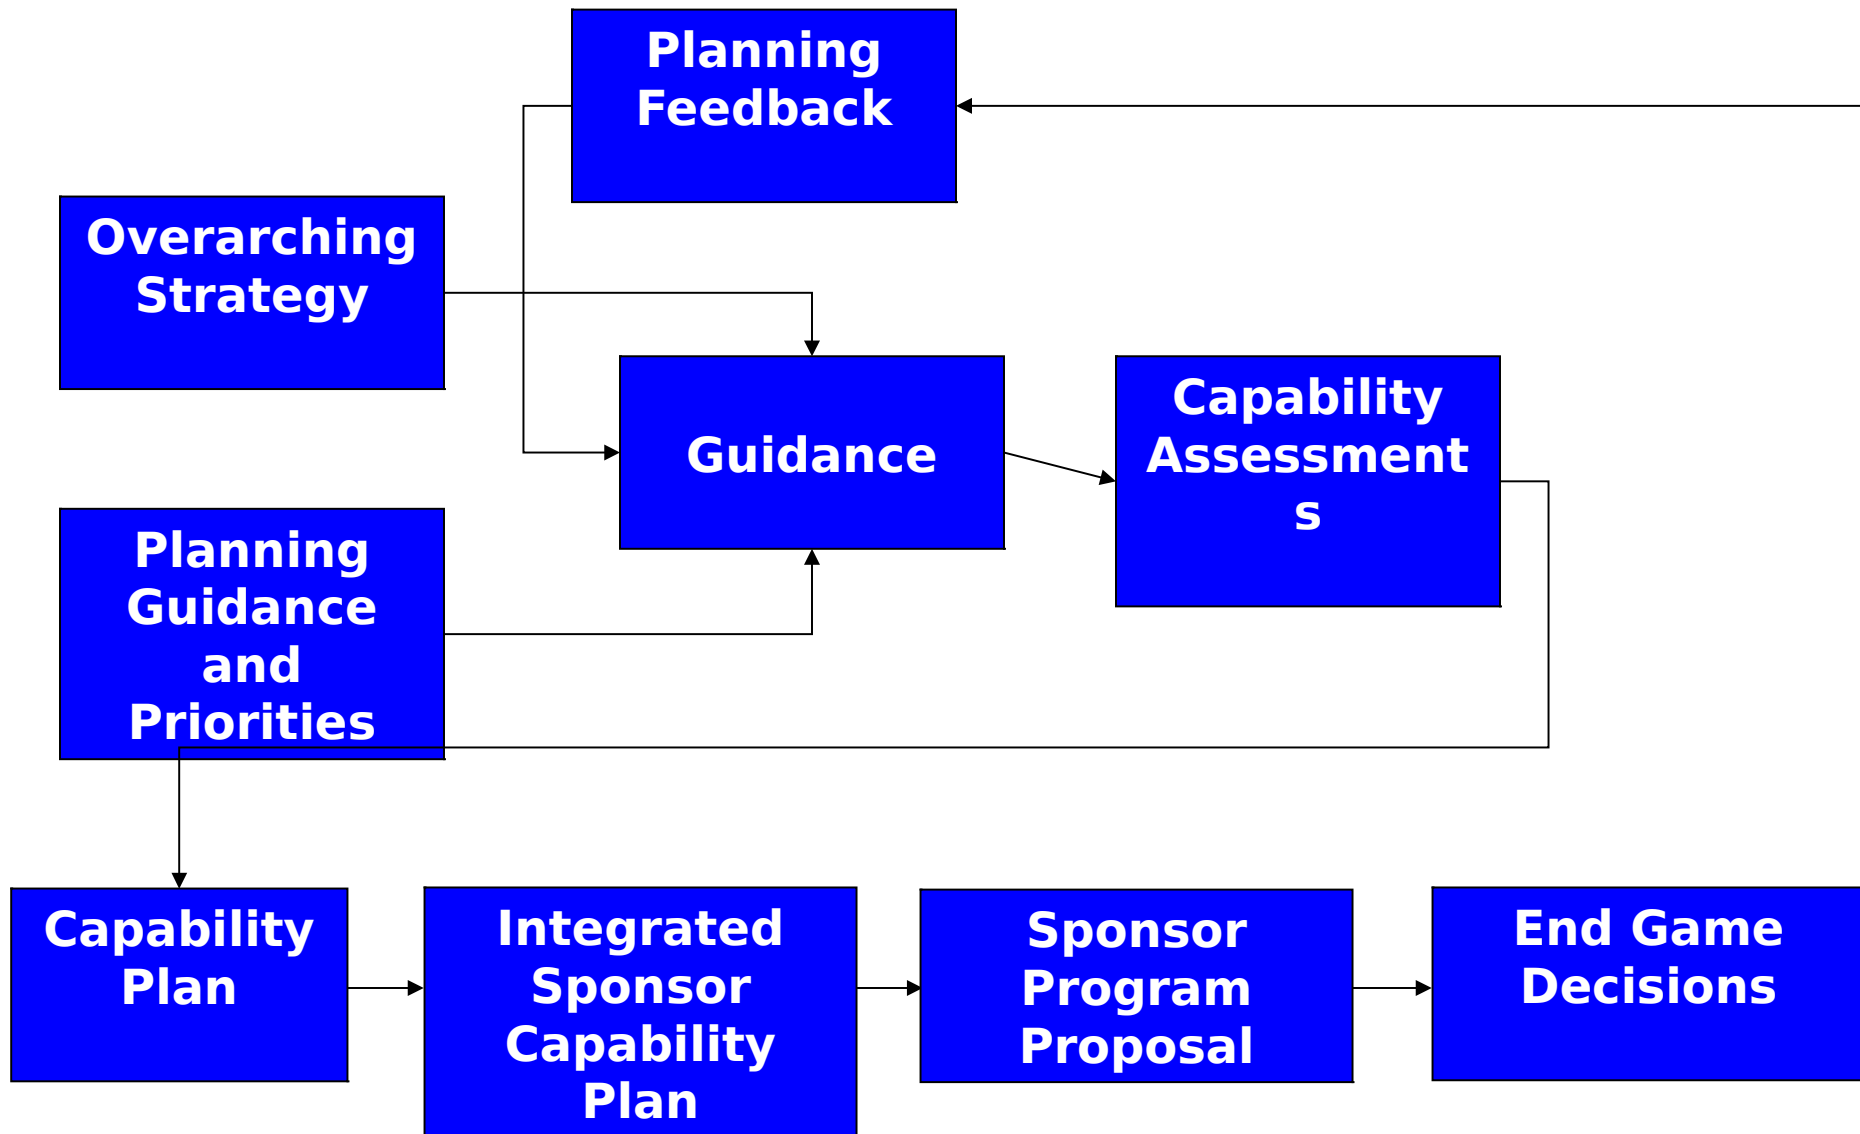 Planning
Feedback
Overarching
Strategy
Guidance
Capability
Assessment
s
Planning
Guidance
and
Priorities
Capability
Plan
Integrated
Sponsor
Capability
Plan
Sponsor
Program
Proposal
End Game
Decisions